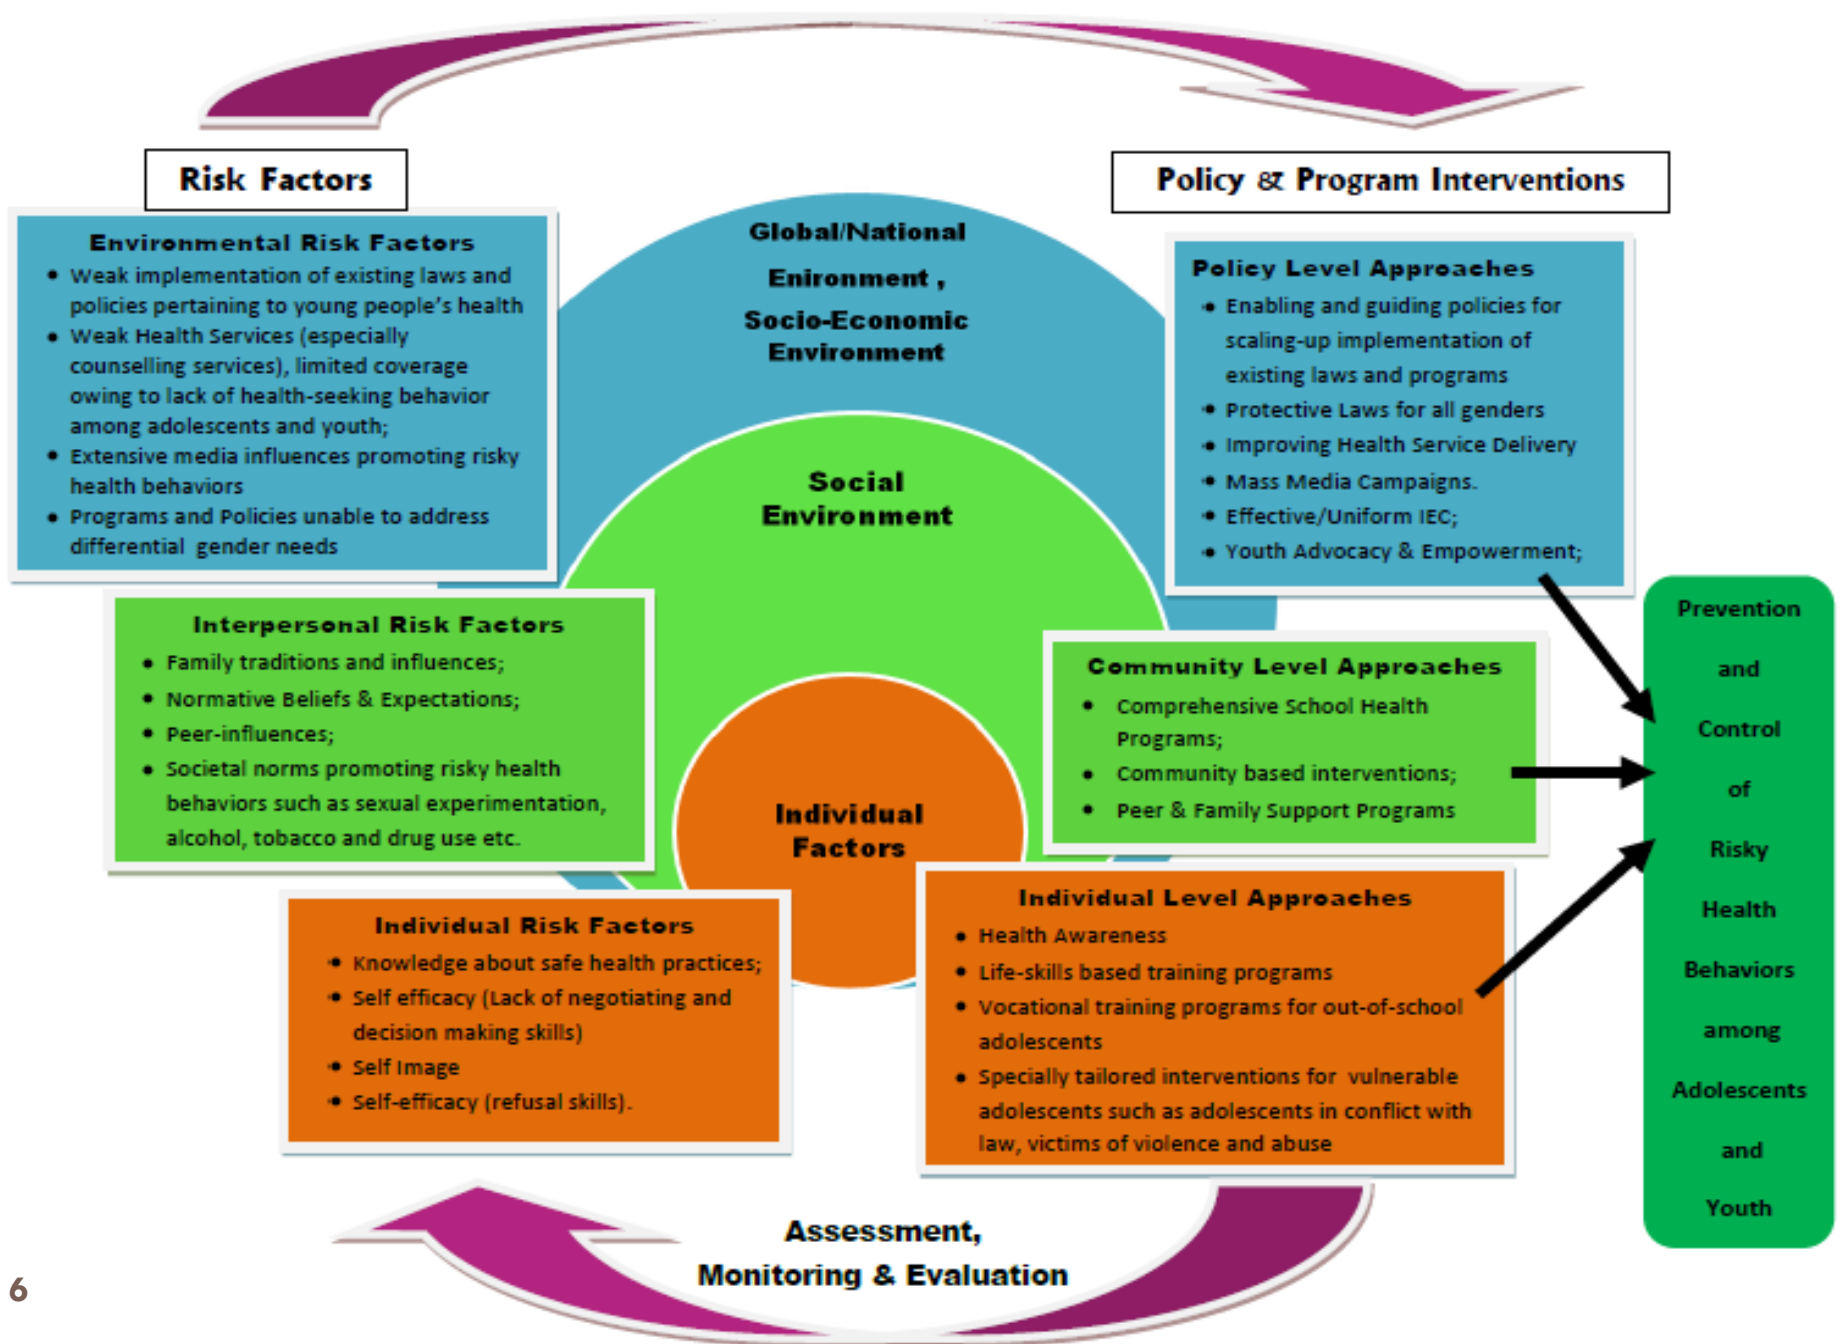 Risk Factors
Environmental Risk Factors
• Weak implementation of existing laws and
policies pertaining to young people's health
• Weak Health Services (especially
counselling services), limited coverage
owing to lack of health-seeking behavior
among adolescents and youth;
• Extensive media influences promoting risky
health behaviors
• Programs and Policies unable to address
differential gender needs
Interpersonal Risk Factors
• Family traditions and influences;
• Normative Beliefs & Expectations;
• Peer-influences;
• Societal norms promoting risky health
behaviors such as sexual experimentation,
alcohol, tobacco and drug use etc.
Individual Risk Factors
• Knowledge about safe health practices;
• Self efficacy (Lack of negotiating and
decision making skills)
• Self Image
• Self-efficacy (refusal skills).
Global/National
Enironment ,
Socio-Economic
Environment
Social
Environment
Individual
Factors
Policy & Program Interventions
Policy Level Approaches
• Enabling and guiding policies for
scaling-up implementation of
existing laws and programs
• Protective Laws for all genders
• Improving Health Service Delivery
• Mass Media Campaigns.
• Effective/Uniform IEC;
• Youth Advocacy & Empowerment;
Community Level Approaches
• Comprehensive School Health
Programs;
• Community based interventions;
• Peer & Family Support Programs
Individual Level Approaches
• Health Awareness
• Life-skills based training programs
• Vocational training programs for out-of-school
adolescents
• Specially tailored interventions for vulnerable
adolescents such as adolescents in conflict with
law, victims of violence and abuse
Prevention
and
Control
of
Risky
Health
Behaviors
among
Adolescents
and
Youth
Assessment,
Monitoring & Evaluation
6